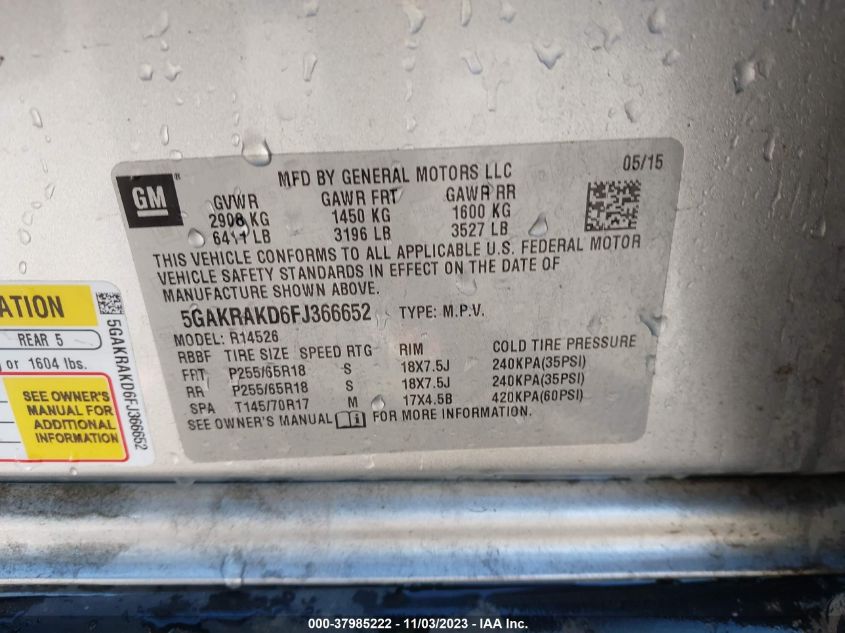 GM ®
MFD BY GENERAL MOTORS LLC 05/15
GVWR GAWR FRT GAWR RR
2908 KG 1450 KG 1600 KG
6411 LB 3196 LB 3527 LB
THIS VEHICLE CONFORMS TO ALL APPLICABLE U.S. FEDERAL MOTOR
VEHICLE SAFETY STANDARDS IN EFFECT ON THE DATE OF
MANUFACTURE SHOWN ABOVE.
5GAKRAKD6FJ366652 TYPE: M.P.V.
MODEL: R14526
RBBF TIRE SIZE SPEED RTG RIM COLD TIRE PRESSURE
FRT P255/65R18 S 18X7.5J 240KPA(35PSI)
RR P255/65R18 S 18X7.5J 240KPA(35PSI)
SPA T145/70R17 M 17X4.5B 420KPA(60PSI)
SEE OWNER'S MANUAL FOR MORE INFORMATION.
ATION
REAR 5
or 1604 lbs.
SEE OWNER'S
MANUAL FOR
ADDITIONAL
INFORMATION
5GAKRAKD6FJ366652
000-37985222 - 11/03/2023 - IAA Inc.